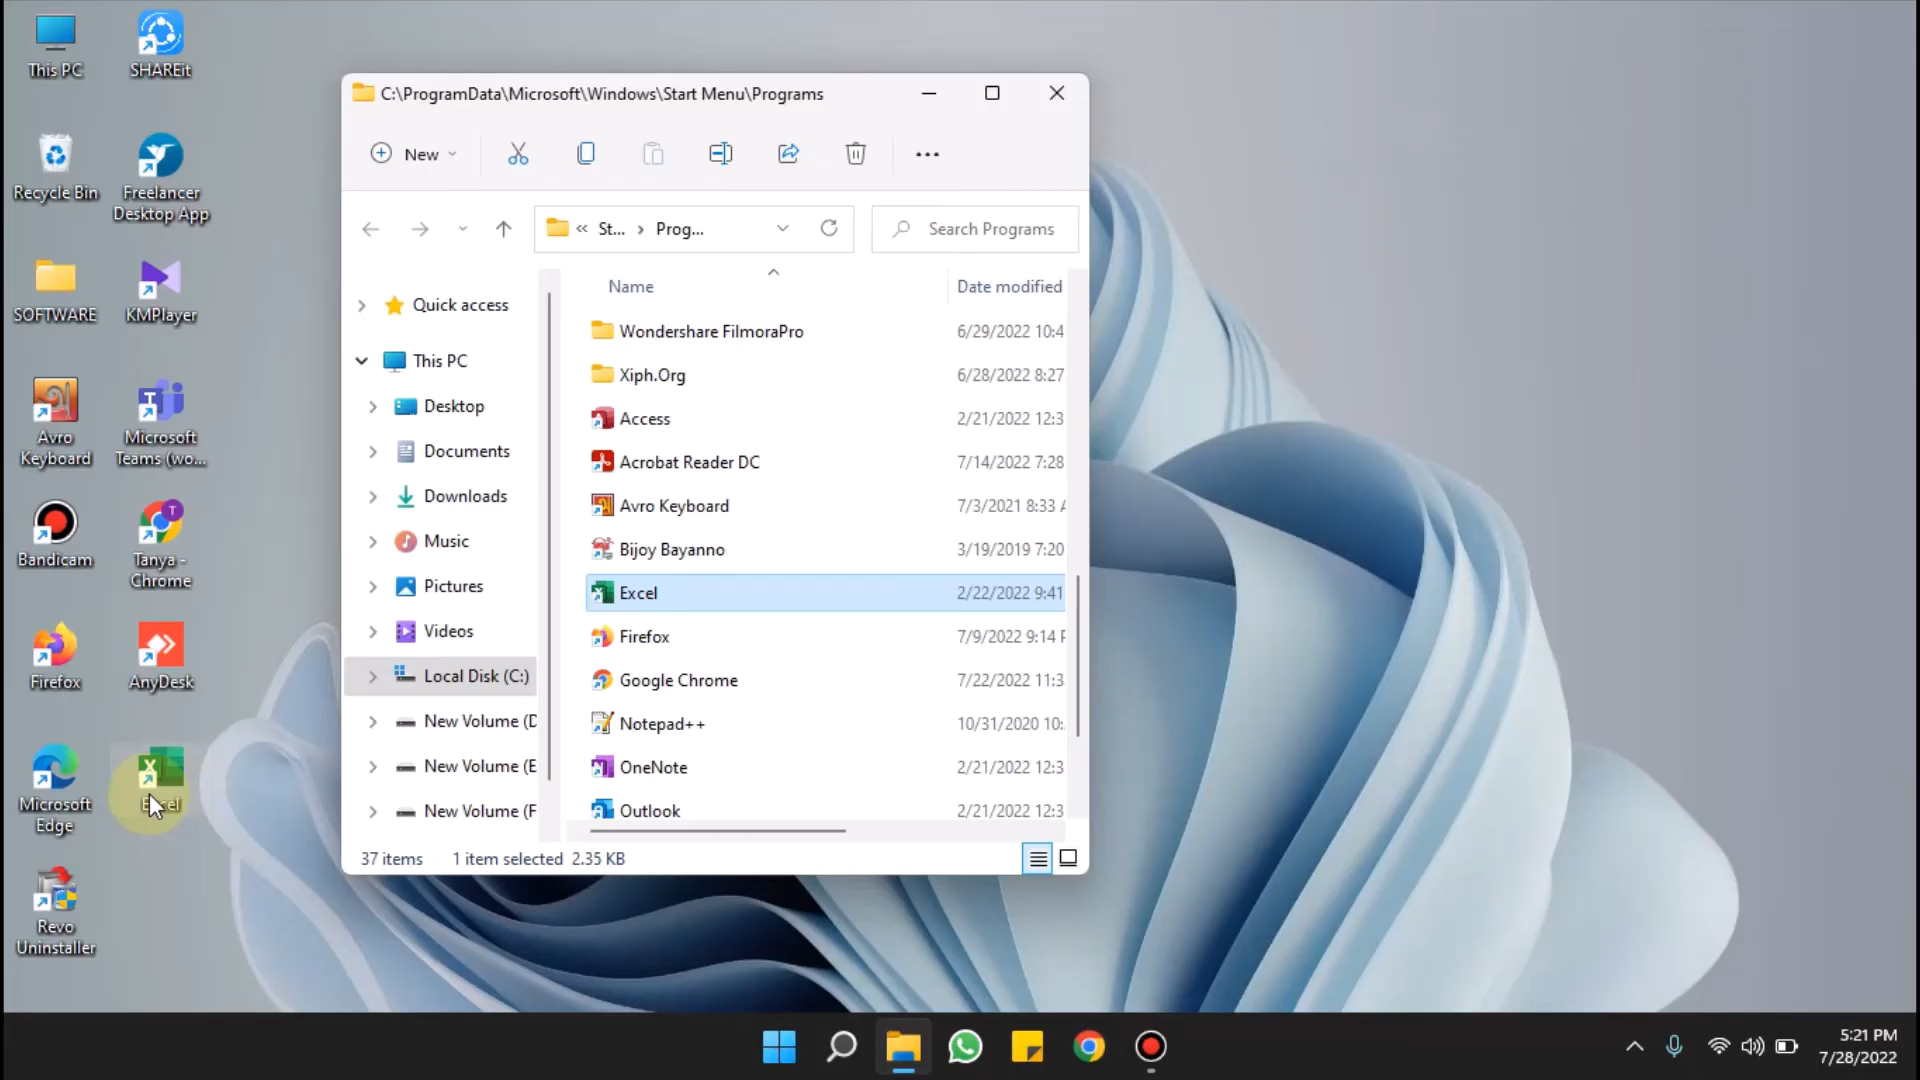 This PC
SHAREit
Recycle Bin
Freelancer
Desktop App
SOFTWARE
KMPlayer
Avro
Keyboard
Microsoft
Teams (wo...
Bandicam
Tanya -
Chrome
Firefox
AnyDesk
Microsoft
Edge
Excel
Revo
Uninstaller
C:\ProgramData\Microsoft\Windows\Start Menu\Programs
New
« St... > Prog...
Search Programs
Quick access
This PC
Desktop
Documents
Downloads
Music
Pictures
Videos
Local Disk (C:)
New Volume (D
New Volume (E
New Volume (F
Name Date modified
Wondershare FilmoraPro 6/29/2022 10:4
Xiph.Org 6/28/2022 8:27
Access 2/21/2022 12:3
Acrobat Reader DC 7/14/2022 7:28
Avro Keyboard 7/3/2021 8:33
Bijoy Bayanno 3/19/2019 7:20
Excel 2/22/2022 9:41
Firefox 7/9/2022 9:14
Google Chrome 7/22/2022 11:3
Notepad++ 10/31/2020 10:
OneNote 2/21/2022 12:3
Outlook 2/21/2022 12:3
37 items 1 item selected 2.35 KB
5:21 PM
7/28/2022